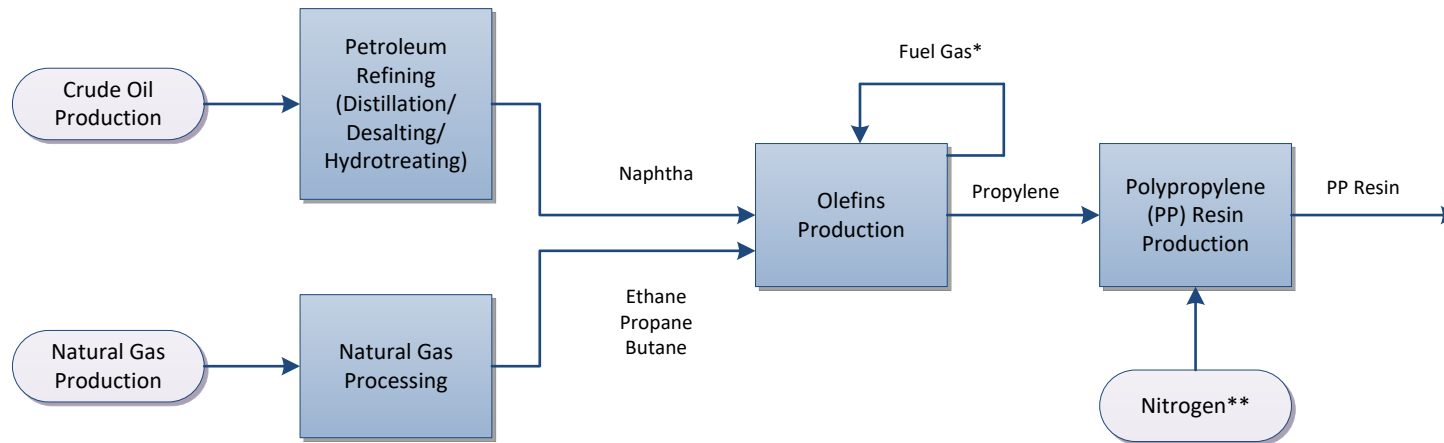 Crude Oil
Production
Petroleum
Refining
(Distillation/
Desalting/
Hydrotreating)
Fuel Gas*
Naphtha
Olefins
Production
Propylene
Polypropylene
(PP) Resin
Production
PP Resin
Natural Gas
Production
Natural Gas
Processing
Ethane
Propane
Butane
Nitrogen**